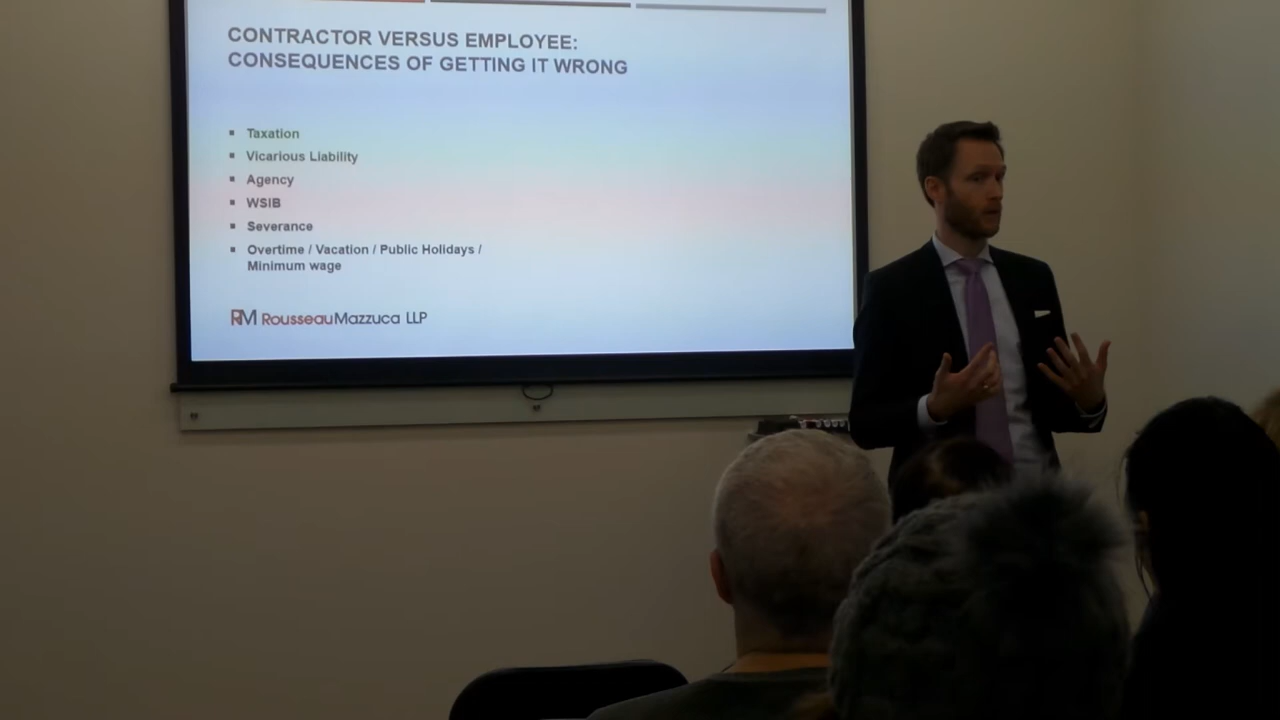 CONTRACTOR VERSUS EMPLOYEE:
CONSEQUENCES OF GETTING IT WRONG
Taxation
Vicarious Liability
Agency
WSIB
Severance
Overtime / Vacation / Public Holidays /
Minimum wage
RM RousseauMazzuca LLP